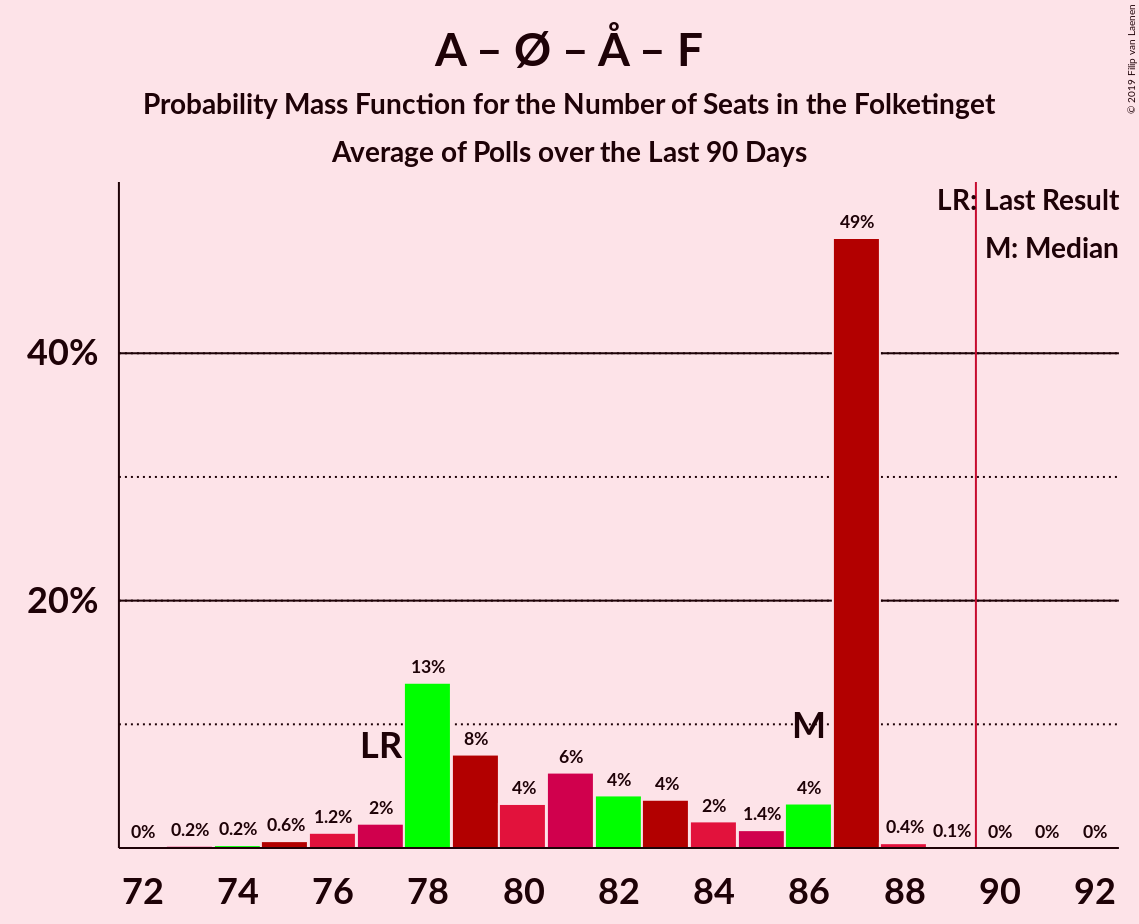 A – Ø – Å – F
Probability Mass Function for the Number of Seats in the Folketinget
Average of Polls over the Last 90 Days
© 2019 Filip van Laenen
LR: Last Result
M: Median
40%
20%
0%
0.2%
0.2%
0.6%
1.2%
2%
13%
8%
4%
6%
4%
4%
2%
1.4%
4%
49%
0.4%
0.1%
0%
0%
0%
LR
M
72 74 76 78 80 82 84 86 88 90 92